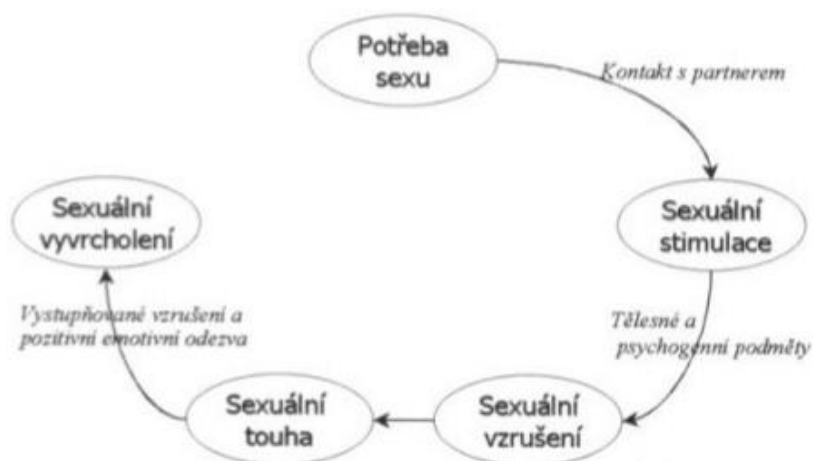 Potřeba
sexu
Kontakt s partnerem
Sexuální
stimulace
Tělesné a
psychogenní podměty
Sexuální
vzrušení
Sexuální
touha
Vystupňované vzrušení a
pozitivní emotivní odezva
Sexuální
vyvrcholení